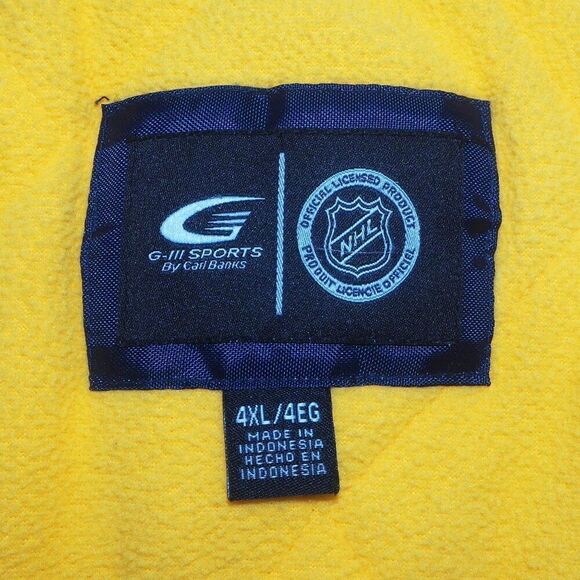 G-III SPORTS
By Carl Banks
OFFICIAL LICENSED PRODUCT
NHL
PRODUIT LICENCIE OFFICIEL
4XL/4EG
MADE IN
INDONESIA
HECHO EN
INDONESIA